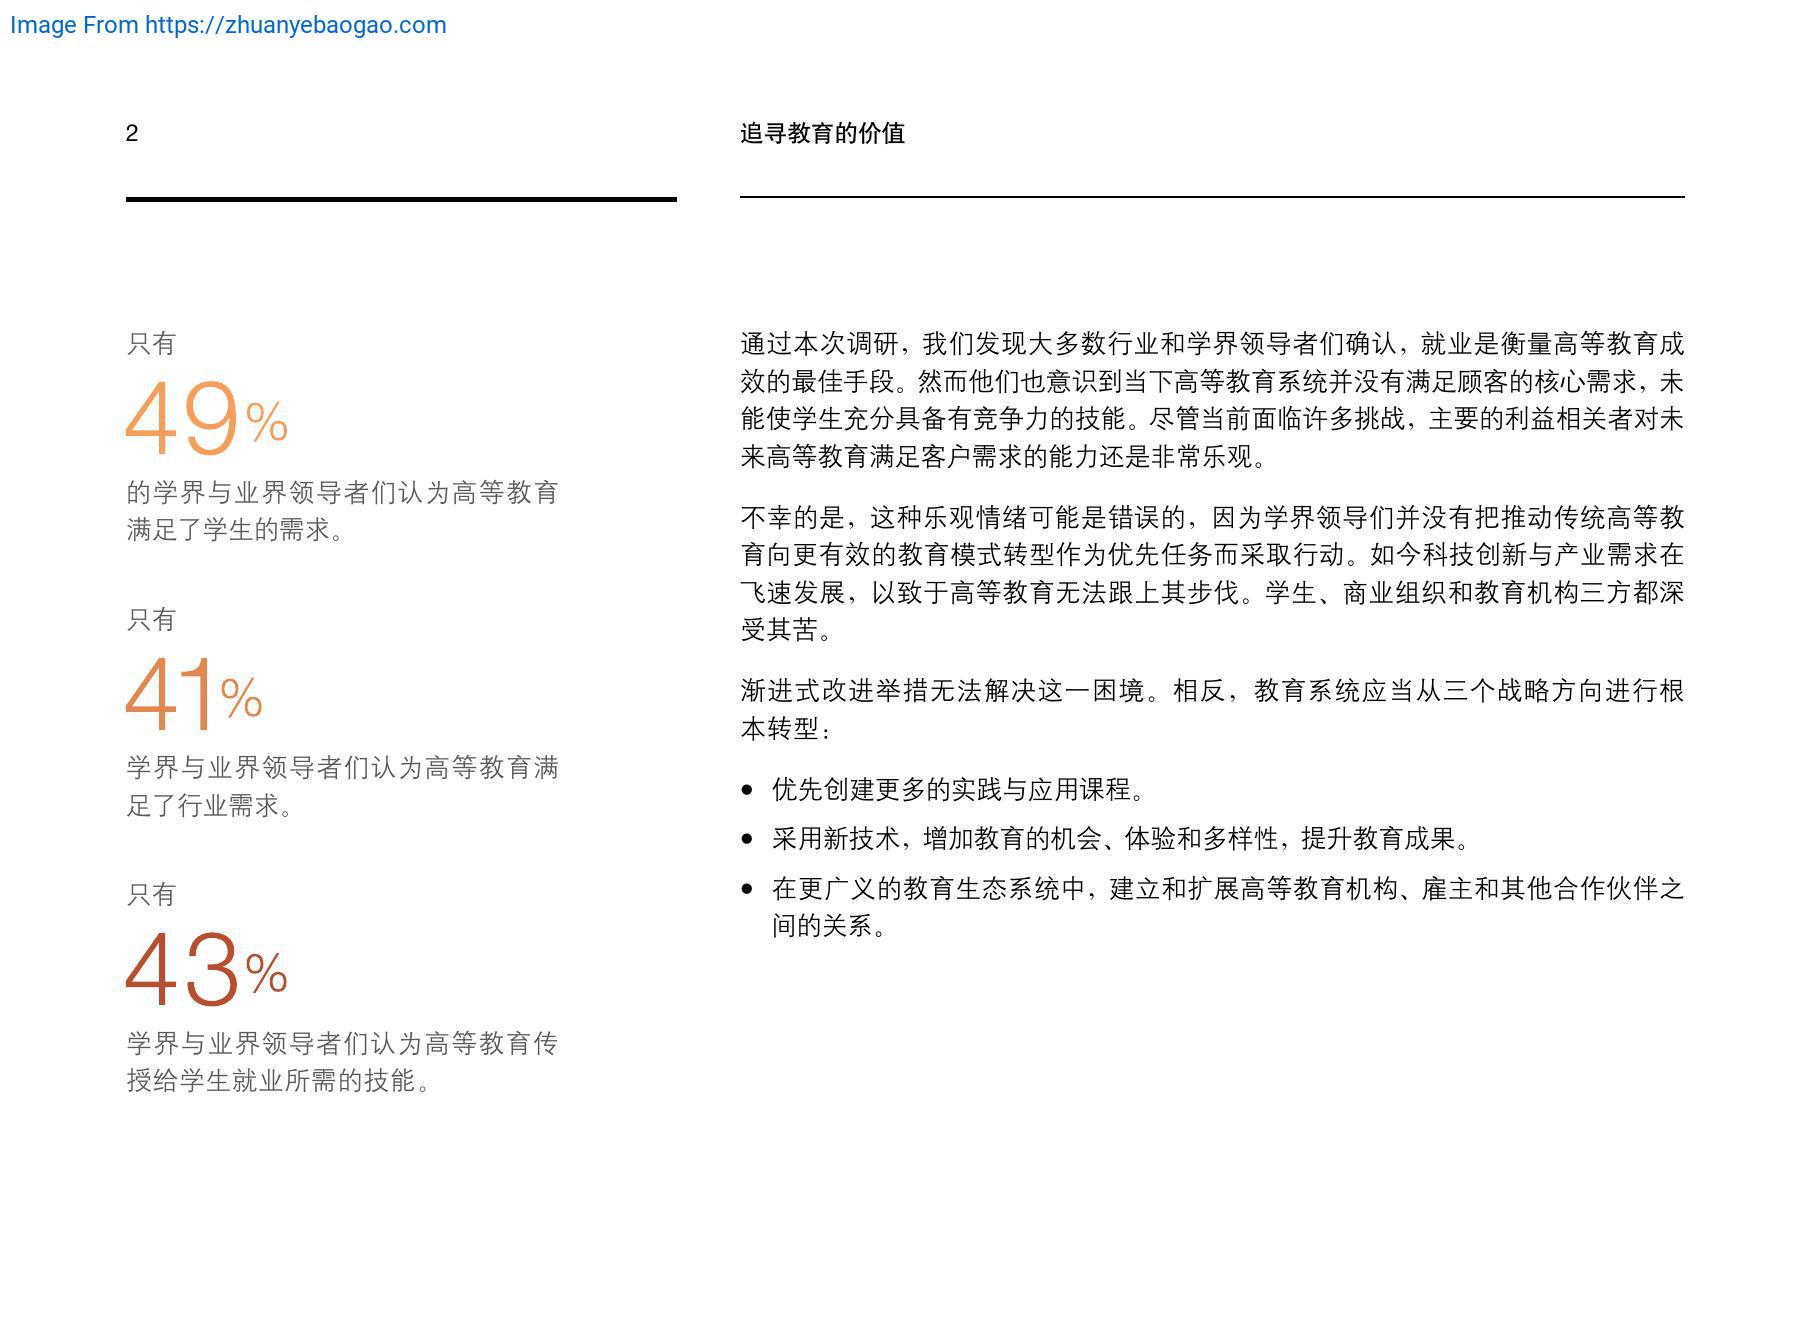 Image From https://zhuanyebaogao.com
2
追寻教育的价值
只有
49%
的学界与业界领导者们认为高等教育
满足了学生的需求。
只有
41%
学界与业界领导者们认为高等教育满
足了行业需求。
只有
43%
学界与业界领导者们认为高等教育传
授给学生就业所需的技能。
通过本次调研，我们发现大多数行业和学界领导者们确认，就业是衡量高等教育成
效的最佳手段。然而他们也意识到当下高等教育系统并没有满足顾客的核心需求，未
能使学生充分具备有竞争力的技能。尽管当前面临许多挑战，主要的利益相关者对未
来高等教育满足客户需求的能力还是非常乐观。
不幸的是，这种乐观情绪可能是错误的，因为学界领导们并没有把推动传统高等教
育向更有效的教育模式转型作为优先任务而采取行动。如今科技创新与产业需求在
飞速发展，以致于高等教育无法跟上其步伐。学生、商业组织和教育机构三方都深
受其苦。
渐进式改进举措无法解决这一困境。相反，教育系统应当从三个战略方向进行根
本转型：
● 优先创建更多的实践与应用课程。
● 采用新技术，增加教育的机会、体验和多样性，提升教育成果。
● 在更广义的教育生态系统中，建立和扩展高等教育机构、雇主和其他合作伙伴之
间的关系。